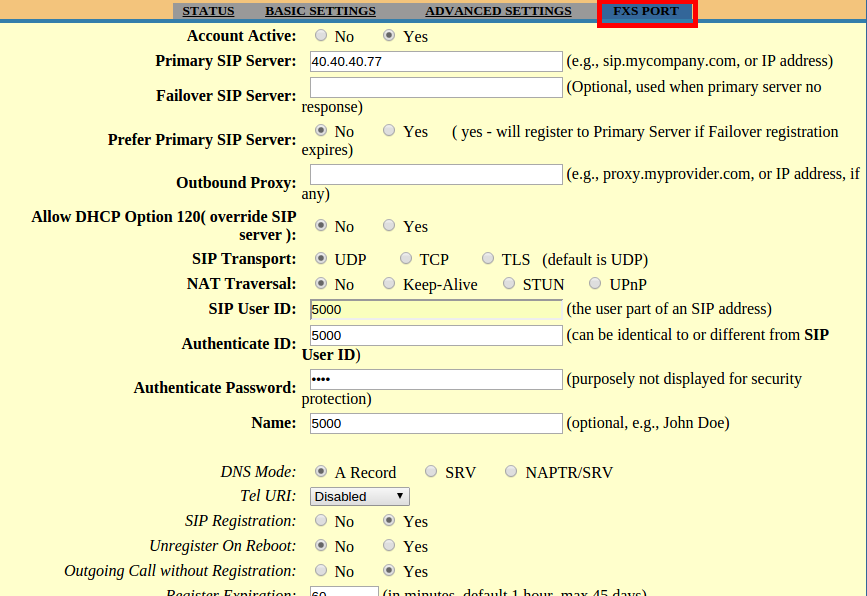 STATUS BASIC SETTINGS ADVANCED SETTINGS FXS PORT
Account Active: No Yes
Primary SIP Server: 40.40.40.77 (e.g., sip.mycompany.com, or IP address)
Failover SIP Server: (Optional, used when primary server no
response)
Prefer Primary SIP Server: No Yes ( yes - will register to Primary Server if Failover registration
expires)
Outbound Proxy: (e.g., proxy.myprovider.com, or IP address, if
any)
Allow DHCP Option 120( override SIP
server ): No Yes
SIP Transport: UDP TCP TLS (default is UDP)
NAT Traversal: No Keep-Alive STUN UPnP
SIP User ID: 5000 (the user part of an SIP address)
Authenticate ID: 5000 (can be identical to or different from SIP
User ID)
Authenticate Password: •••• (purposely not displayed for security
protection)
Name: 5000 (optional, e.g., John Doe)
DNS Mode: A Record SRV NAPTR/SRV
Tel URI: Disabled
SIP Registration: No Yes
Unregister On Reboot: No Yes
Outgoing Call without Registration: No Yes
Register Expiration: 60 (in minutes, default 1 hour, max 45 days)